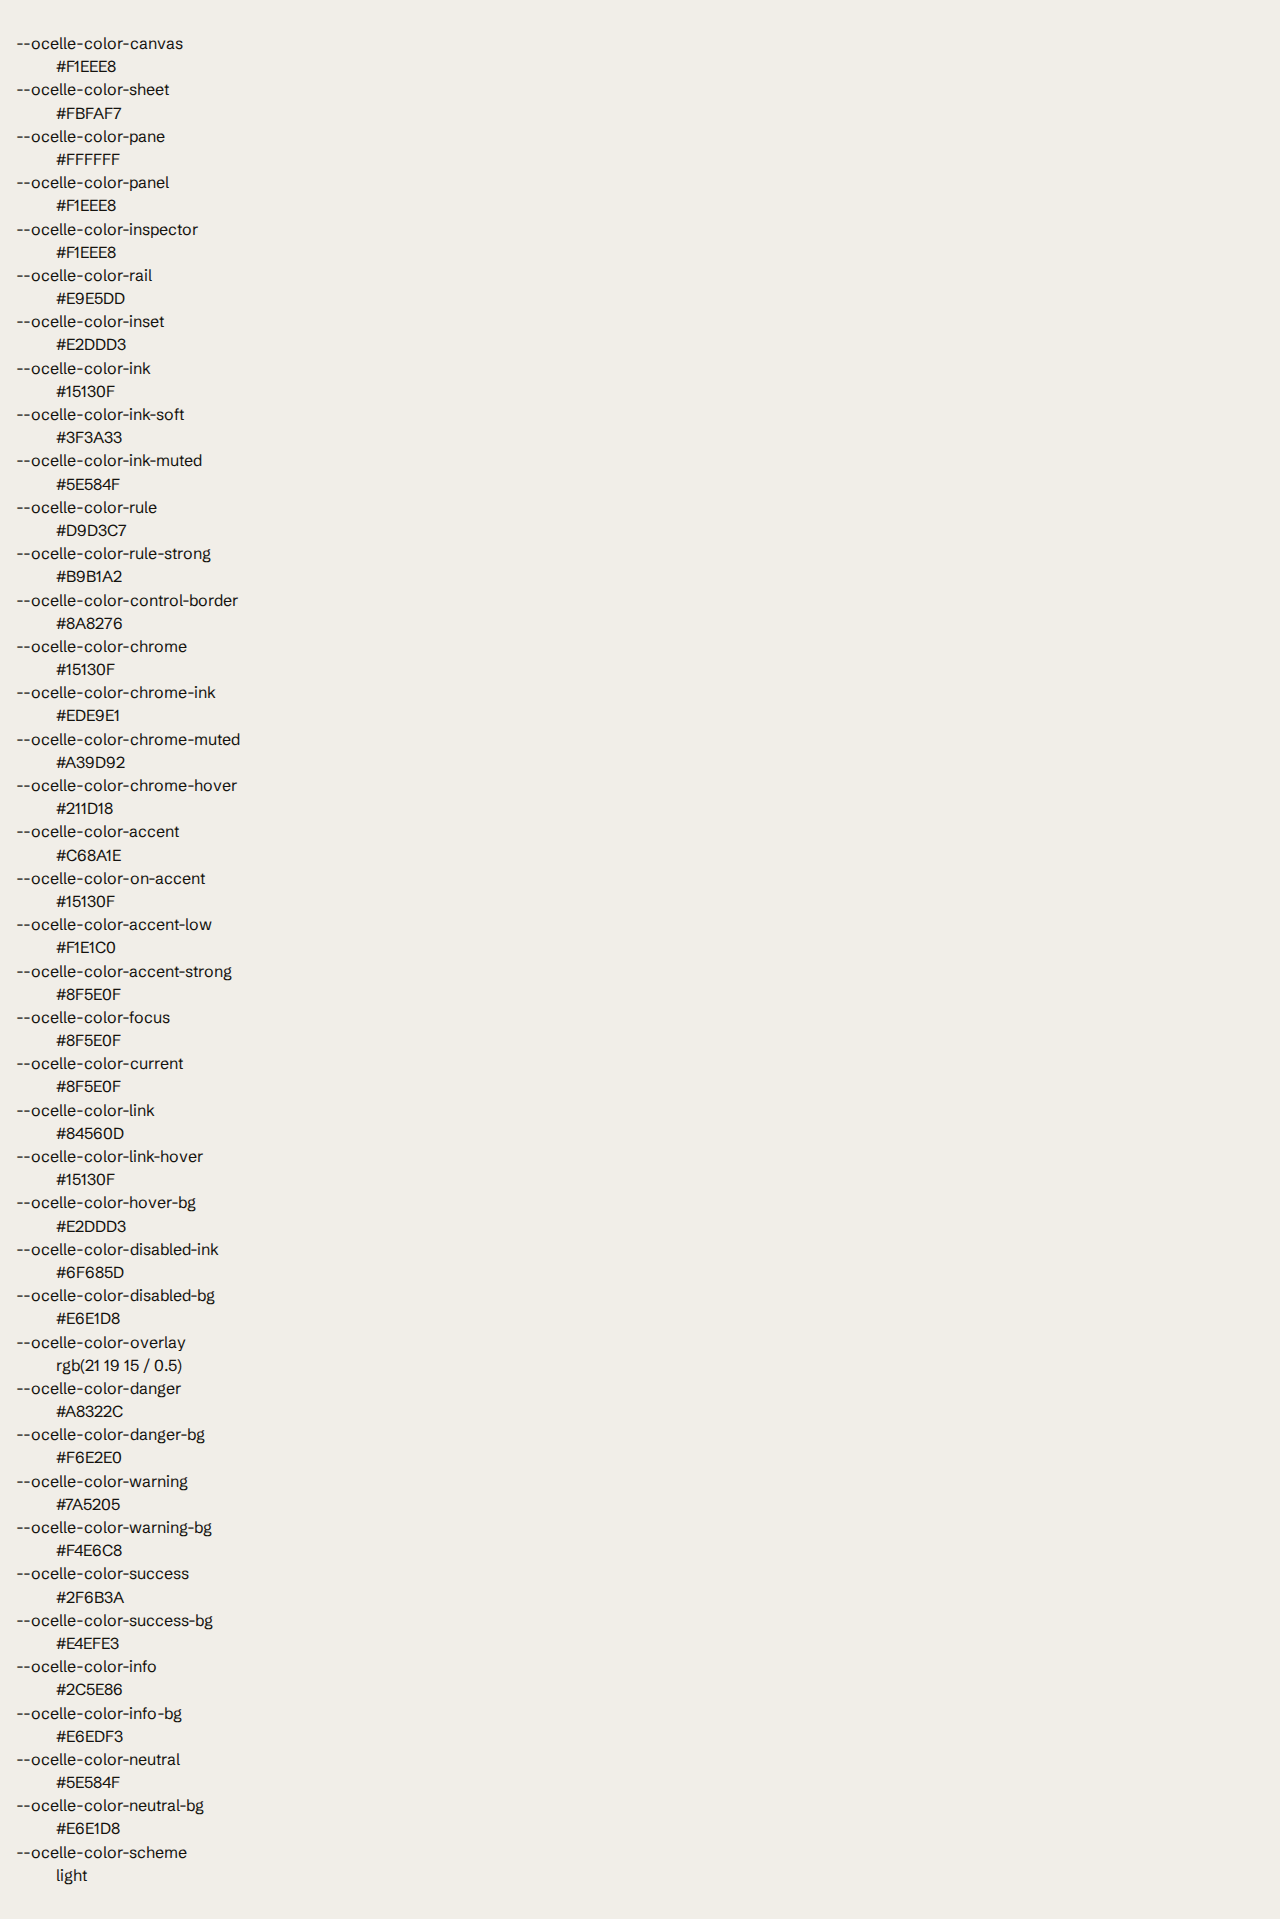 --ocelle-color-canvas
#F1EEE8
--ocelle-color-sheet
#FBFAF7
--ocelle-color-pane
#FFFFFF
--ocelle-color-panel
#F1EEE8
--ocelle-color-inspector
#F1EEE8
--ocelle-color-rail
#E9E5DD
--ocelle-color-inset
#E2DDD3
--ocelle-color-ink
#15130F
--ocelle-color-ink-soft
#3F3A33
--ocelle-color-ink-muted
#5E584F
--ocelle-color-rule
#D9D3C7
--ocelle-color-rule-strong
#B9B1A2
--ocelle-color-control-border
#8A8276
--ocelle-color-chrome
#15130F
--ocelle-color-chrome-ink
#EDE9E1
--ocelle-color-chrome-muted
#A39D92
--ocelle-color-chrome-hover
#211D18
--ocelle-color-accent
#C68A1E
--ocelle-color-on-accent
#15130F
--ocelle-color-accent-low
#F1E1C0
--ocelle-color-accent-strong
#8F5E0F
--ocelle-color-focus
#8F5E0F
--ocelle-color-current
#8F5E0F
--ocelle-color-link
#84560D
--ocelle-color-link-hover
#15130F
--ocelle-color-hover-bg
#E2DDD3
--ocelle-color-disabled-ink
#6F685D
--ocelle-color-disabled-bg
#E6E1D8
--ocelle-color-overlay
rgb(21 19 15 / 0.5)
--ocelle-color-danger
#A8322C
--ocelle-color-danger-bg
#F6E2E0
--ocelle-color-warning
#7A5205
--ocelle-color-warning-bg
#F4E6C8
--ocelle-color-success
#2F6B3A
--ocelle-color-success-bg
#E4EFE3
--ocelle-color-info
#2C5E86
--ocelle-color-info-bg
#E6EDF3
--ocelle-color-neutral
#5E584F
--ocelle-color-neutral-bg
#E6E1D8
--ocelle-color-scheme
light